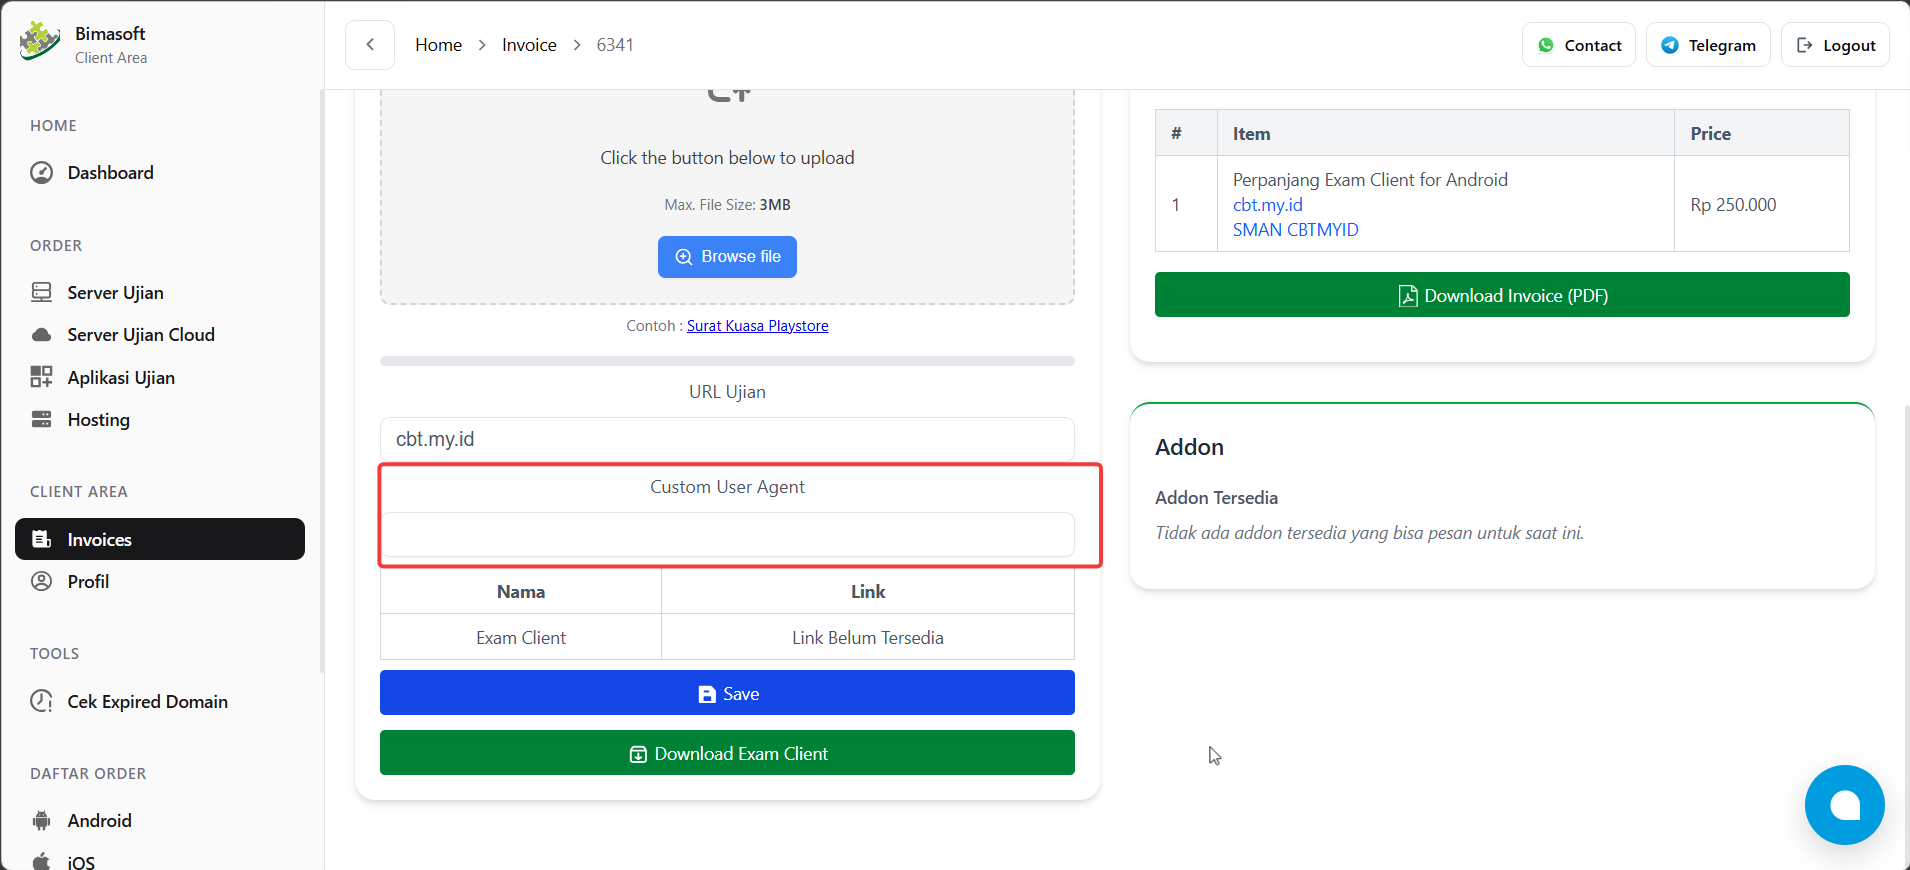 Bimasoft
Client Area
HOME
Dashboard
ORDER
Server Ujian
Server Ujian Cloud
Aplikasi Ujian
Hosting
CLIENT AREA
Invoices
Profil
TOOLS
Cek Expired Domain
DAFTAR ORDER
Android
iOS
Home > Invoice > 6341
Contact
Telegram
Logout
Click the button below to upload
Max. File Size: 3MB
Browse file
Contoh : Surat Kuasa Playstore
URL Ujian
cbt.my.id
Custom User Agent
Nama Link
Exam Client Link Belum Tersedia
Save
Download Exam Client
# Item Price
1 Perpanjang Exam Client for Android
cbt.my.id
SMAN CBTMYID
Rp 250.000
Download Invoice (PDF)
Addon
Addon Tersedia
Tidak ada addon tersedia yang bisa pesan untuk saat ini.